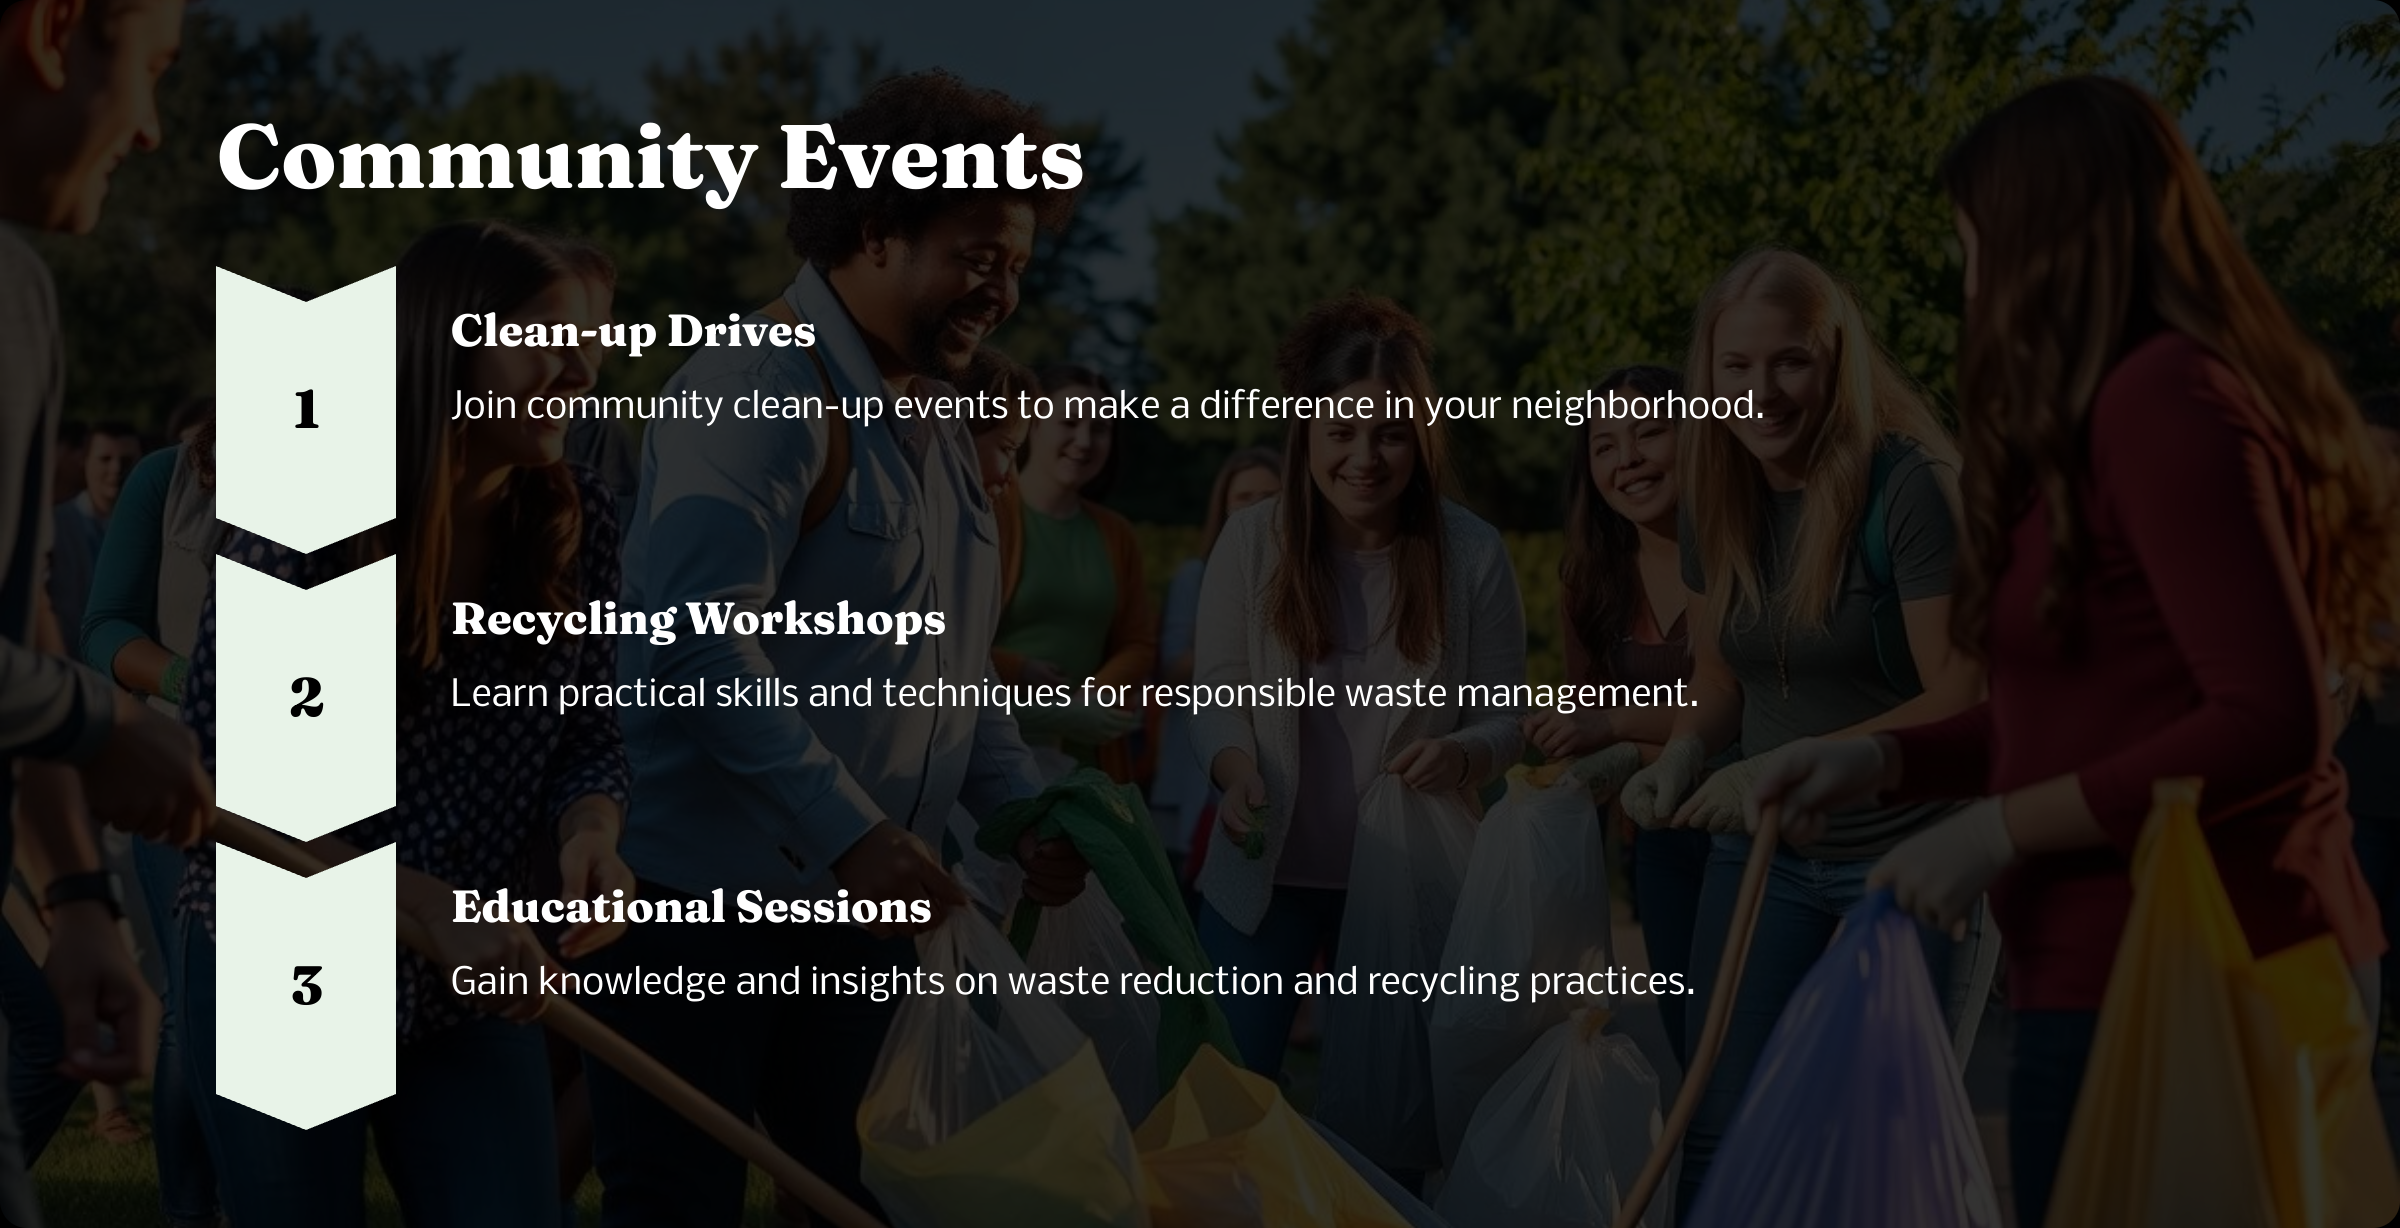 Community Events
1
Clean-up Drives
Join community clean-up events to make a difference in your neighborhood.
2
Recycling Workshops
Learn practical skills and techniques for responsible waste management.
3
Educational Sessions
Gain knowledge and insights on waste reduction and recycling practices.